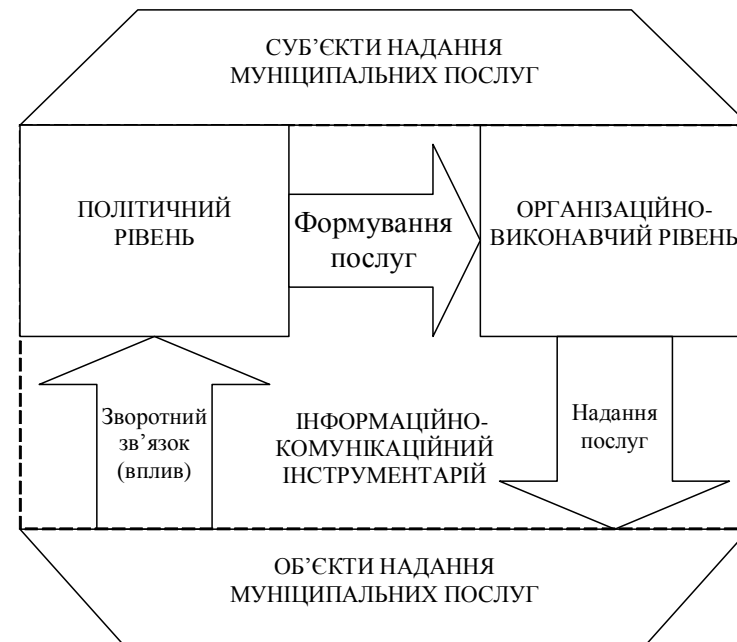 СУБ’ЄКТИ НАДАННЯ
МУНІЦИПАЛЬНИХ ПОСЛУГ
ПОЛІТИЧНИЙ
РІВЕНЬ
Формування
послуг
ОРГАНІЗАЦІЙНО-
ВИКОНАВЧИЙ РІВЕНЬ
Зворотний
зв’язок
(вплив)
ІНФОРМАЦІЙНО-
КОМУНІКАЦІЙНИЙ
ІНСТРУМЕНТАРІЙ
Надання
послуг
ОБ’ЄКТИ НАДАННЯ
МУНІЦИПАЛЬНИХ ПОСЛУГ